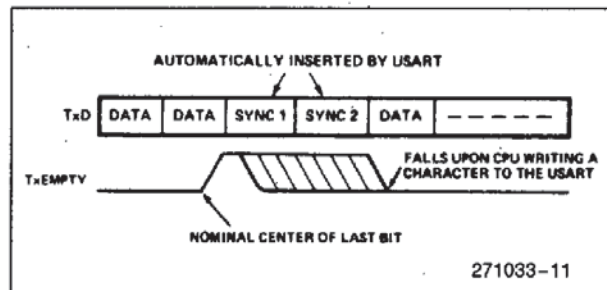 AUTOMATICALLY INSERTED BY USART
TxD DATA DATA SYNC 1 SYNC 2 DATA
TxEMPTY
FALLS UPON CPU WRITING A
CHARACTER TO THE USART
NOMINAL CENTER OF LAST BIT
271033-11